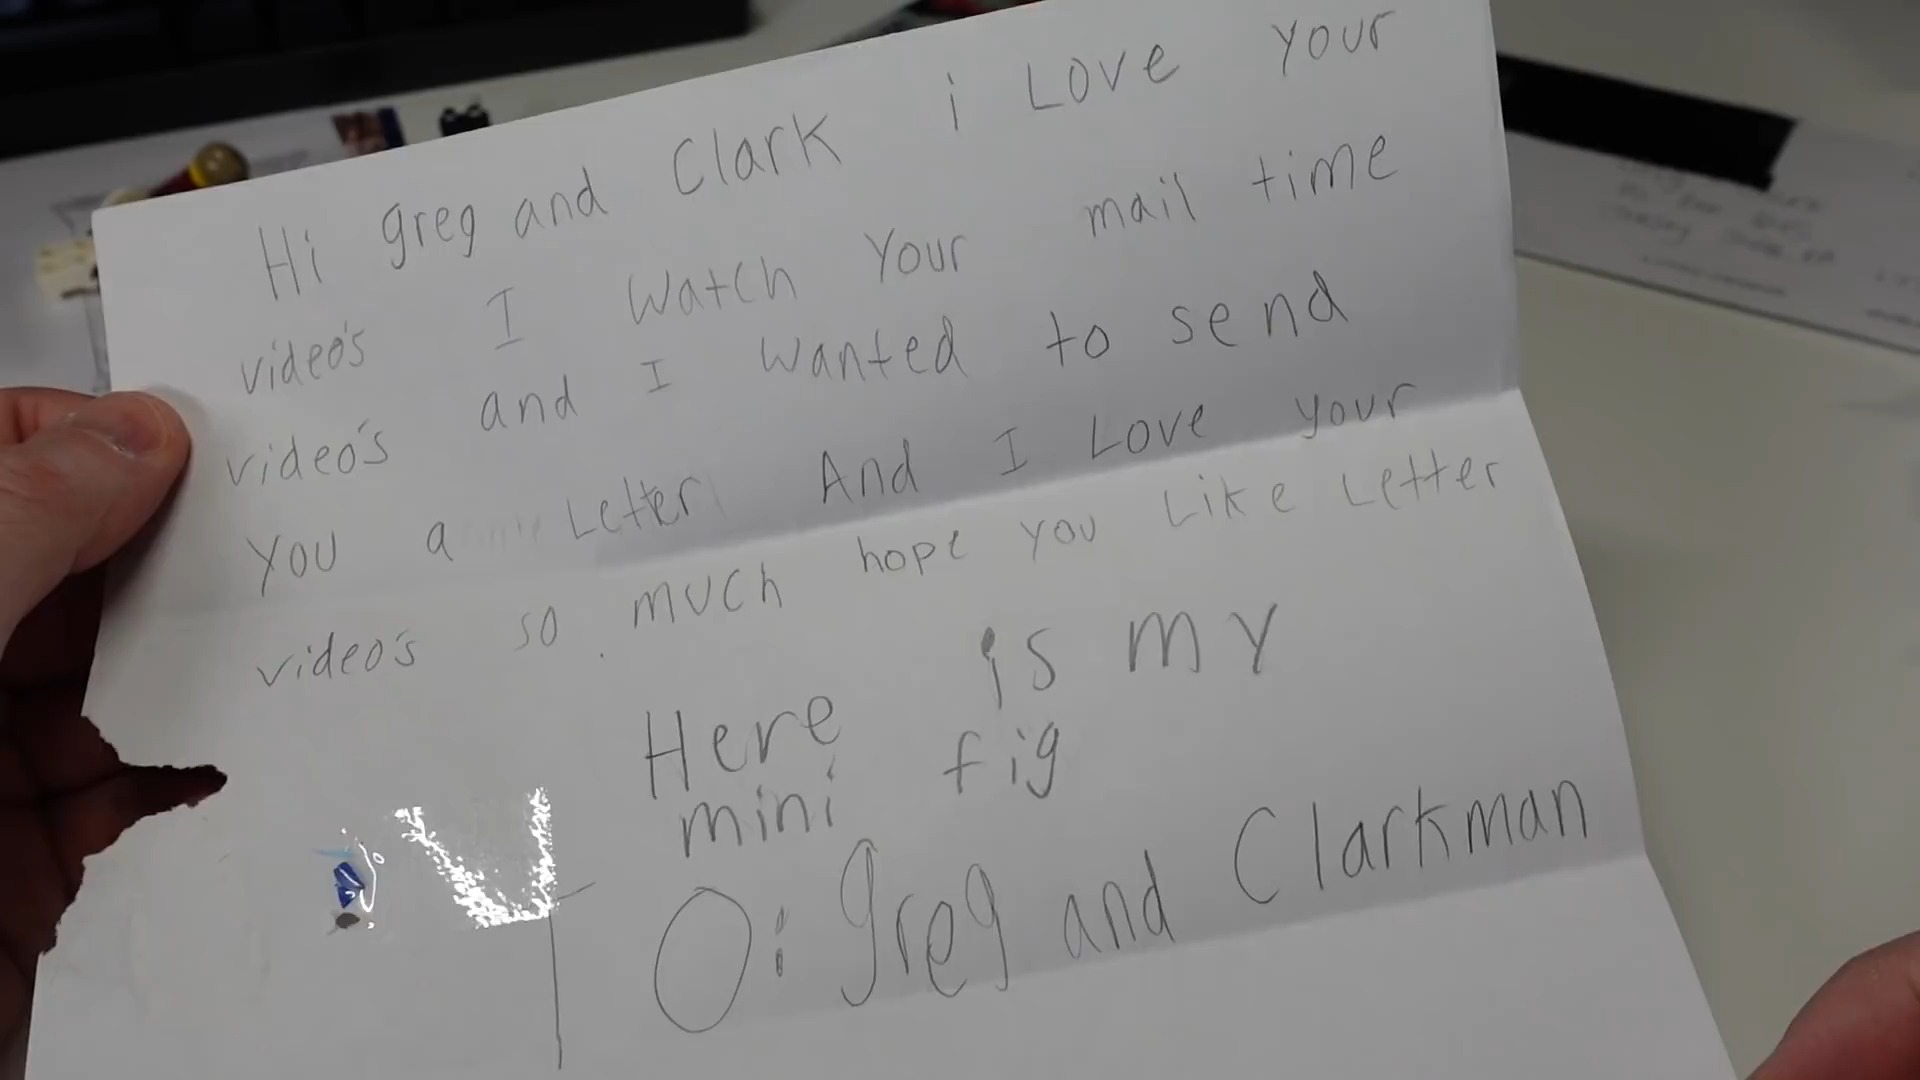 Hi greg and Clark i Love your
video's I Watch Your mail time
video's and I Wanted to send
you a Letter And I Love your
video's so much hope you Like Letter
Here is my
mini fig
Oi greg and Clarkman